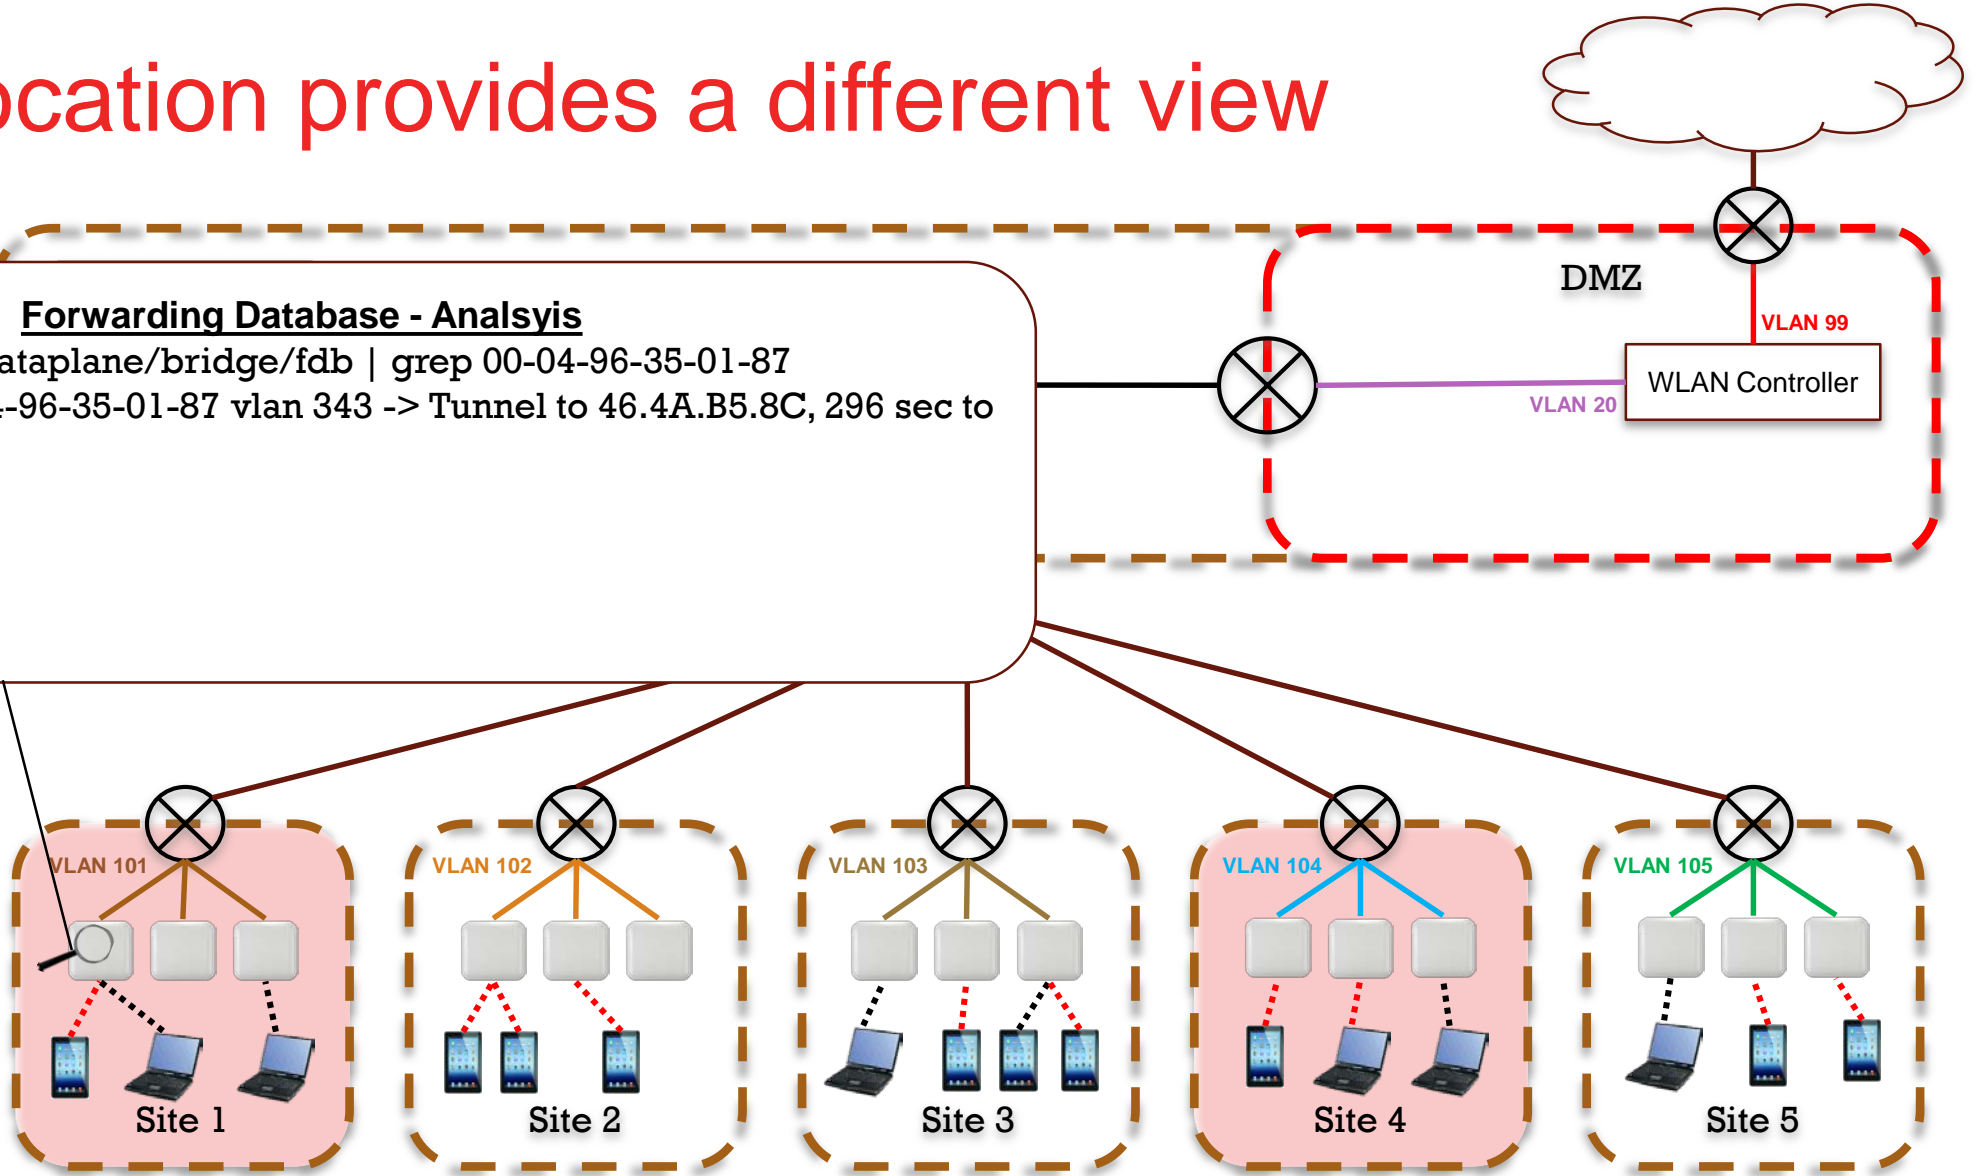 ocation provides a different view
DMZ
VLAN 99
Forwarding Database - Analsyis
ataplane/bridge/fdb | grep 00-04-96-35-01-87
-96-35-01-87 vlan 343 -> Tunnel to 46.4A.B5.8C, 296 sec to
WLAN Controller
VLAN 20
VLAN 101
VLAN 102
VLAN 103
VLAN 104
VLAN 105
Site 1
Site 2
Site 3
Site 4
Site 5